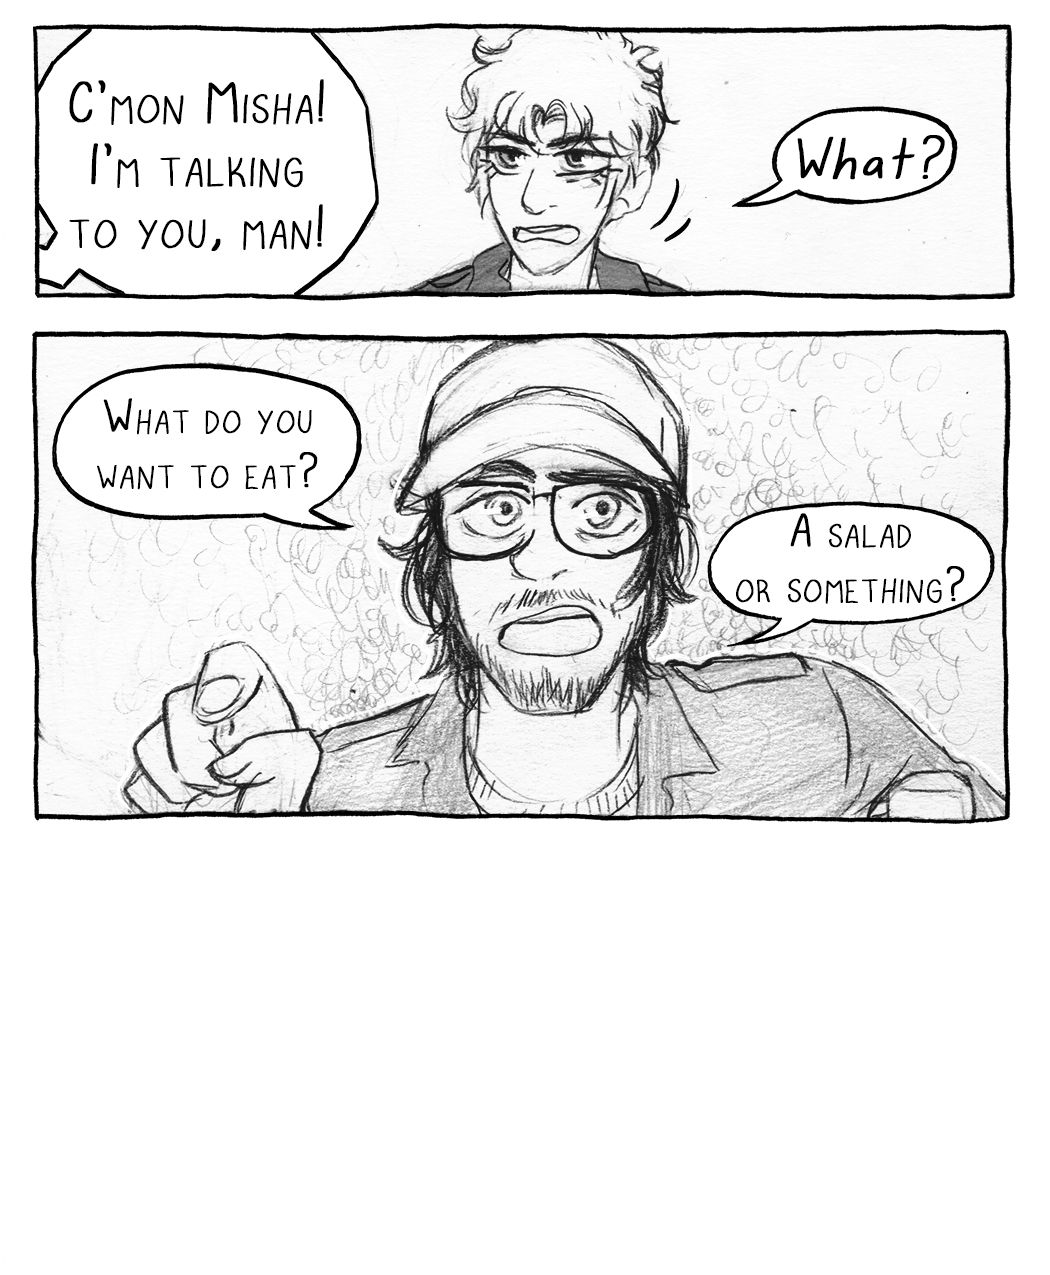 C'MON MISHA!
I'M TALKING
TO YOU, MAN!
What?
WHAT DO YOU
WANT TO EAT?
A SALAD
OR SOMETHING?